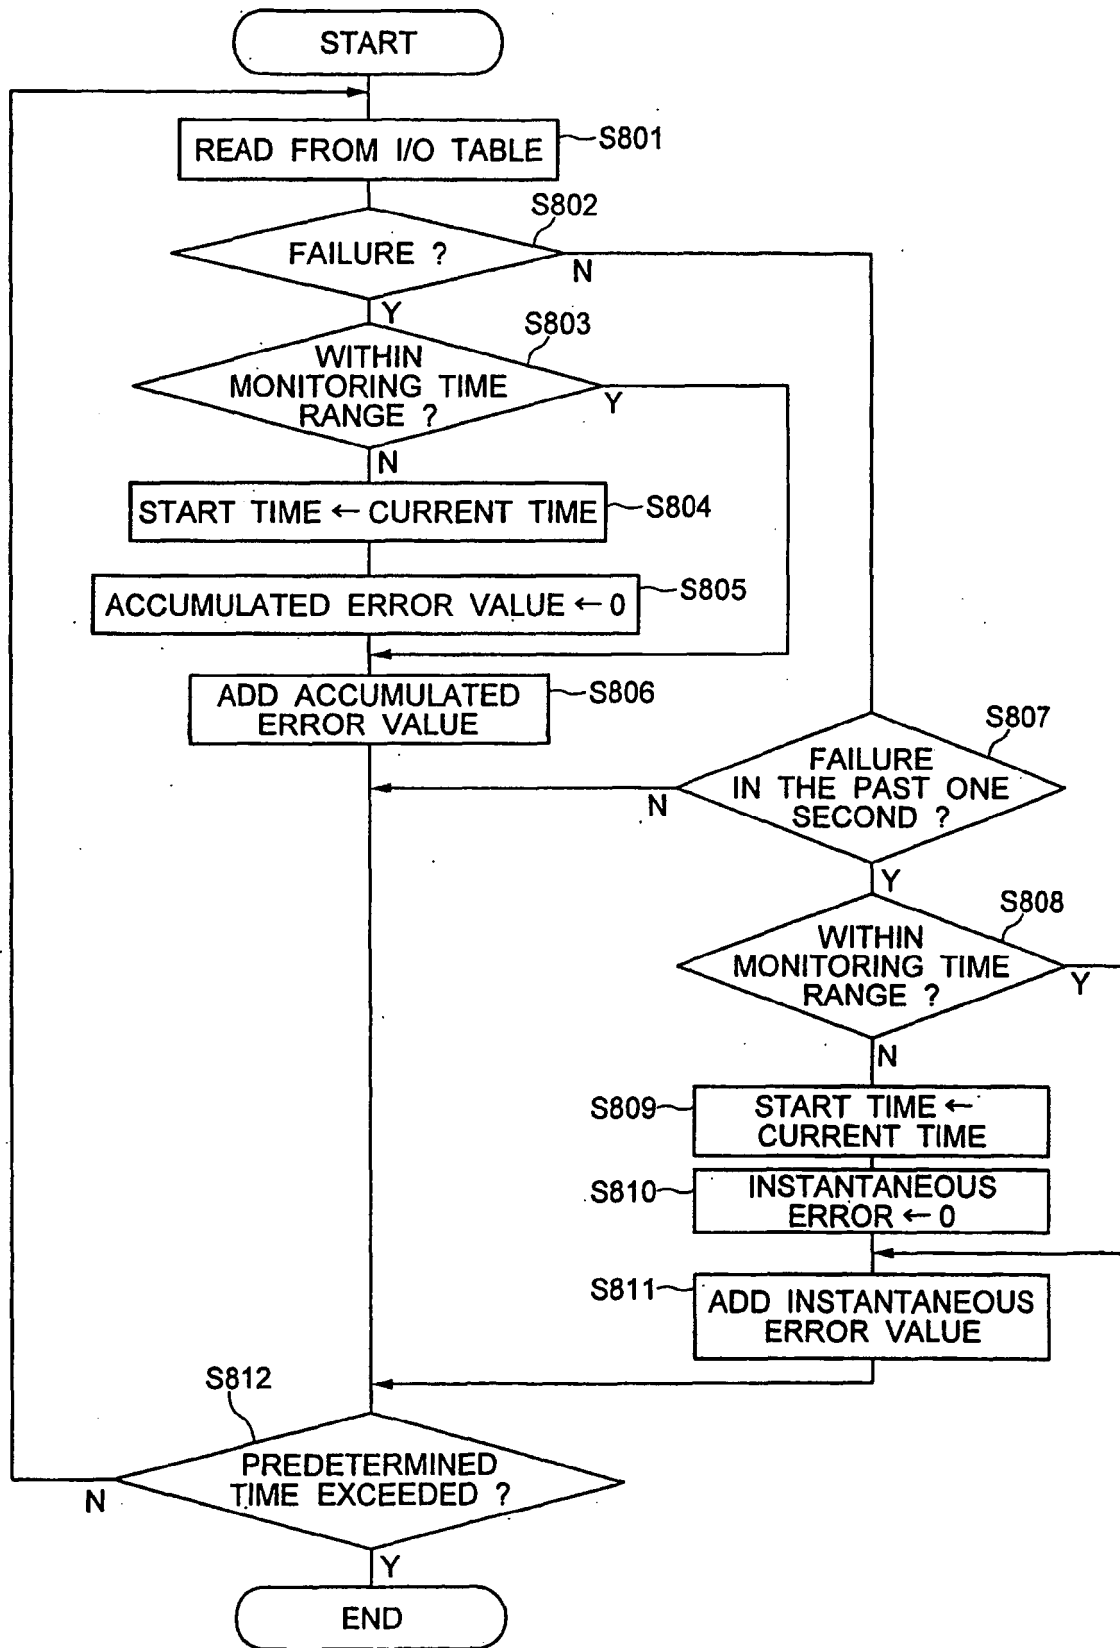 START
READ FROM I/O TABLE
S801
S802
FAILURE ?
N
Y
S803
WITHIN
MONITORING TIME
RANGE ?
Y
N
START TIME ← CURRENT TIME
S804
ACCUMULATED ERROR VALUE ← 0
S805
ADD ACCUMULATED
ERROR VALUE
S806
S807
FAILURE
IN THE PAST ONE
SECOND ?
N
Y
S808
WITHIN
MONITORING TIME
RANGE ?
Y
N
S809
START TIME ←
CURRENT TIME
S810
INSTANTANEOUS
ERROR ← 0
S811
ADD INSTANTANEOUS
ERROR VALUE
S812
PREDETERMINED
TIME EXCEEDED ?
N
Y
END